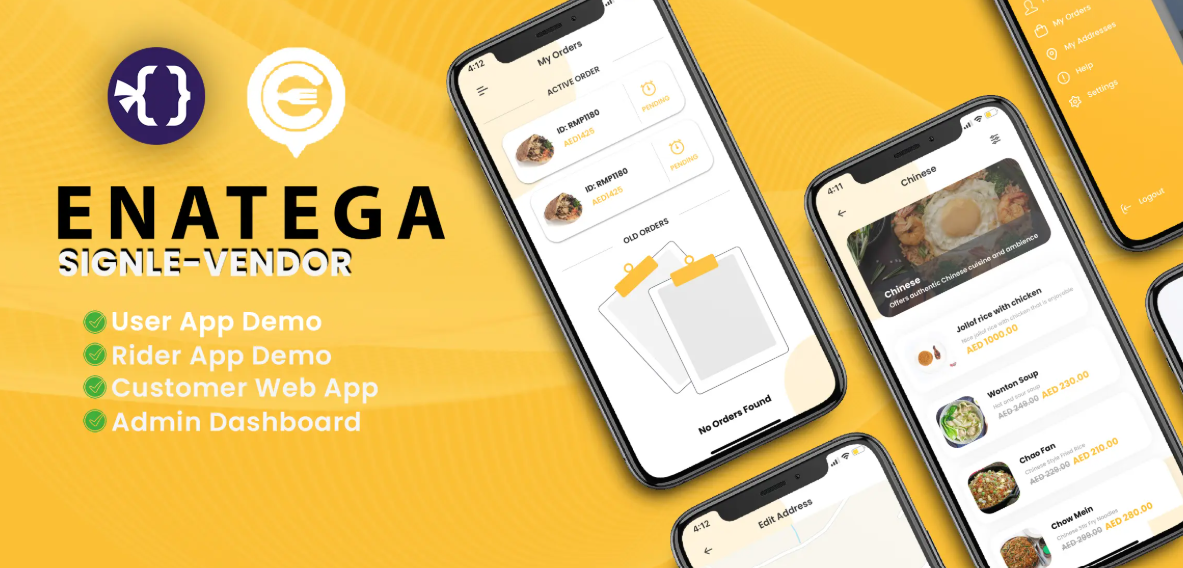 ENATEGA
SIGNLE-VENDOR
User App Demo
Rider App Demo
Customer Web App
Admin Dashboard
4:12
My Orders
ACTIVE ORDER
ID: RMP1180
AED1425
PENDING
ID: RMP1180
AED1425
PENDING
OLD ORDERS
No Orders Found
4:11
Chinese
Chinese
Offers authentic Chinese cuisine and ambience
Jollof rice with chicken
Nice jollof rice with chicken that is enjoyable
AED 1000.00
Wonton Soup
Hot and sour soup
AED 249.00 AED 230.00
Chao Fan
Chinese Style Fried Rice
AED 229.00 AED 210.00
Chow Mein
Chinese Stir Fry Noodles
AED 299.00 AED 280.00
My Orders
My Addresses
Help
Settings
Logout
4:12
Edit Address